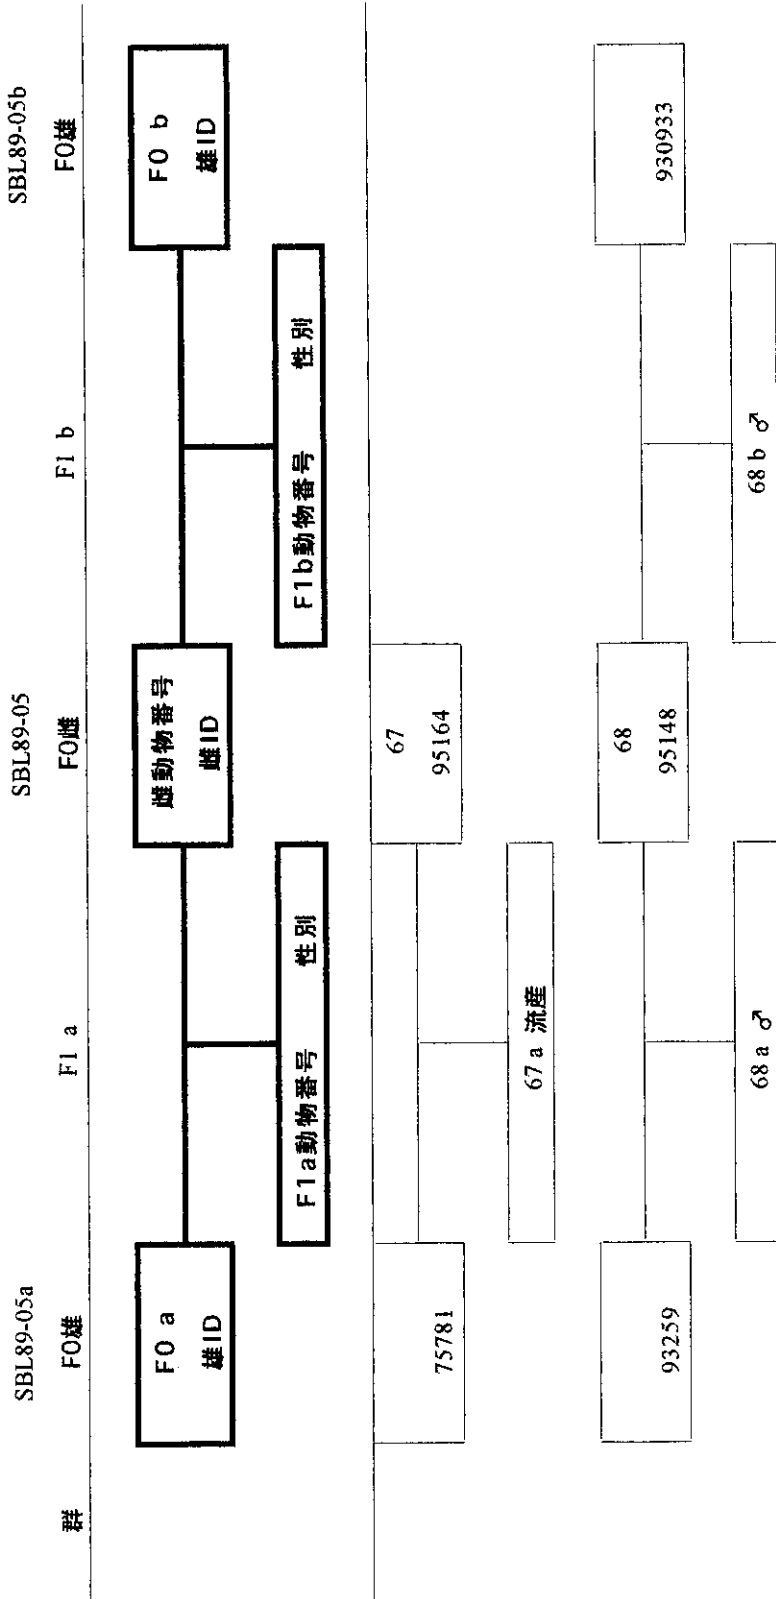 SBL89-05a SBL89-05 SBL89-05b
群 F0雄 F1 a F0雌 F1 b F0雄
F0 a 雌動物番号 F0 b
雄ID 雌ID 雄ID
F1a動物番号 性別 F1b動物番号 性別
67
75781 95164
67 a 流産
68
93259 95148 930933
68 a ♂ 68 b ♂